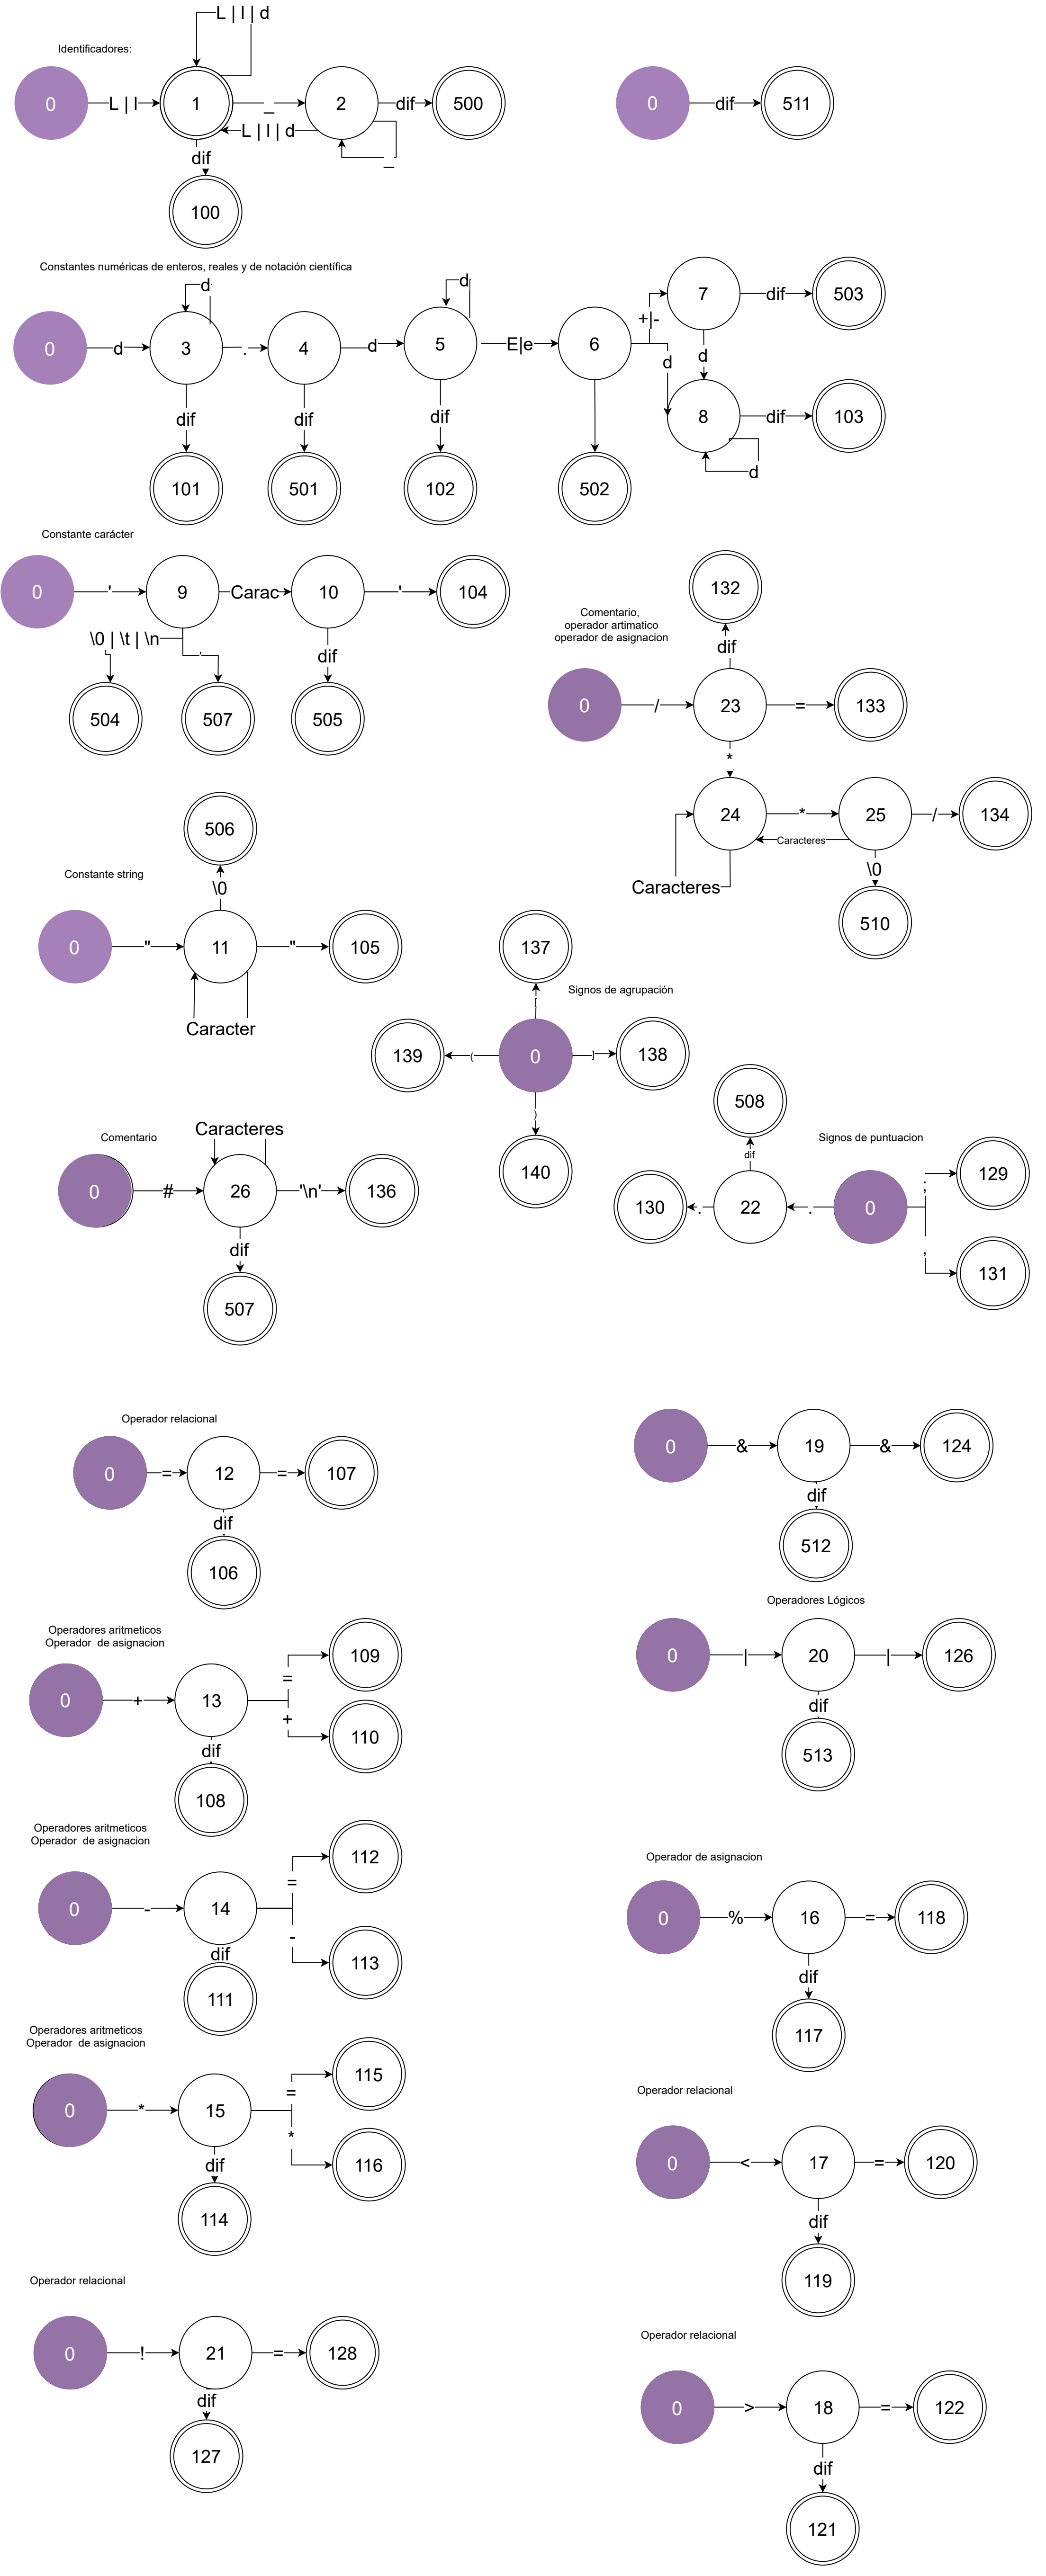 L | l | d
Identificadores:
0
L | l
1
_
2
dif
500
L | l | d
_
dif
100
0
dif
511
Constantes numéricas de enteros, reales y de notación científica
d
0
d
3
.
4
d
5
d
E|e
6
+|-
7
dif
503
d
d
8
dif
103
d
dif
101
dif
501
dif
102
502
Constante carácter
0
'
9
Carac
10
'
104
\0 | \t | \n
'
dif
504
507
505
132
Comentario,
operador artimatico
operador de asignacion
dif
0
/
23
=
133
*
24
*
25
/
134
Caracteres
Caracteres
\0
510
506
\0
Constante string
0
"
11
"
105
Caracter
137
Signos de agrupación
[
139
(
0
]
138
)
140
Comentario
Caracteres
0
#
26
'\n'
136
dif
507
508
Signos de puntuacion
dif
130
.
22
.
0
;
129
,
131
Operador relacional
0
=
12
=
107
dif
106
0
&
19
&
124
dif
512
Operadores Lógicos
0
|
20
|
126
dif
513
Operadores aritmeticos
Operador  de asignacion
0
+
13
=
109
+
110
dif
108
Operadores aritmeticos
Operador  de asignacion
0
-
14
=
112
-
113
dif
111
Operador de asignacion
0
%
16
=
118
dif
117
Operadores aritmeticos
Operador  de asignacion
0
*
15
=
115
*
116
dif
114
Operador relacional
0
<
17
=
120
dif
119
Operador relacional
0
!
21
=
128
dif
127
Operador relacional
0
>
18
=
122
dif
121